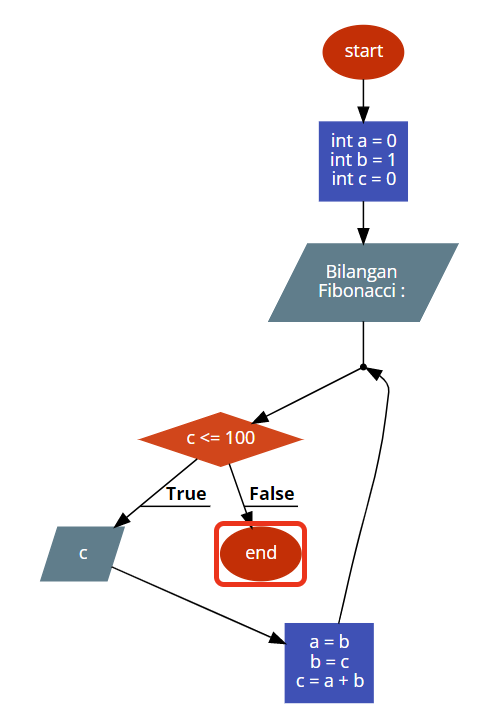 start
int a = 0
int b = 1
int c = 0
Bilangan
Fibonacci :
c <= 100
True
False
c
end
a = b
b = c
c = a + b